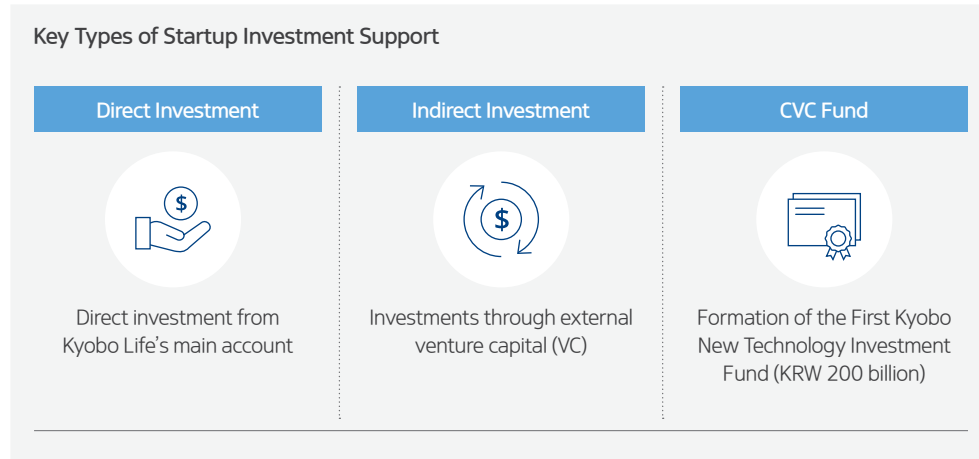 Key Types of Startup Investment Support
Direct Investment
$
Direct investment from
Kyobo Life's main account
Indirect Investment
$
Investments through external
venture capital (VC)
CVC Fund
Formation of the First Kyobo
New Technology Investment
Fund (KRW 200 billion)